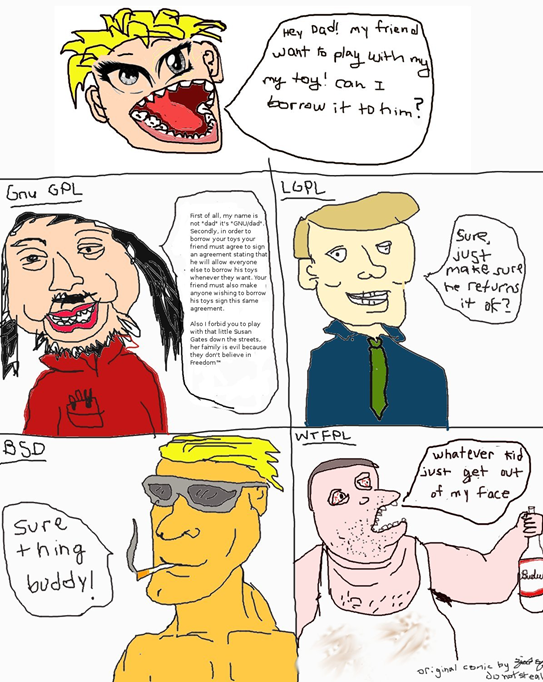 Hey Dad! my friend
want to play with my
my toy! can I
borrow it to him?
Gnu GPL
First of all, my name is
not "dad" it's "GNU/dad".
Secondly, in order to
borrow your toys your
friend must agree to sign
an agreement stating that
he will allow everyone
else to borrow his toys
whenever they want. Your
friend must also make
anyone wishing to borrow
his toys sign this same
agreement.
Also I forbid you to play
with that little Susan
Gates down the streets,
her family is evil because
they don't believe in
Freedom™
LGPL
Sure,
just
make sure
he returns
it ok?
BSD
Sure
thing
buddy!
WTFPL
whatever kid
just get out
of my face
Budw
original comic by
do not steal